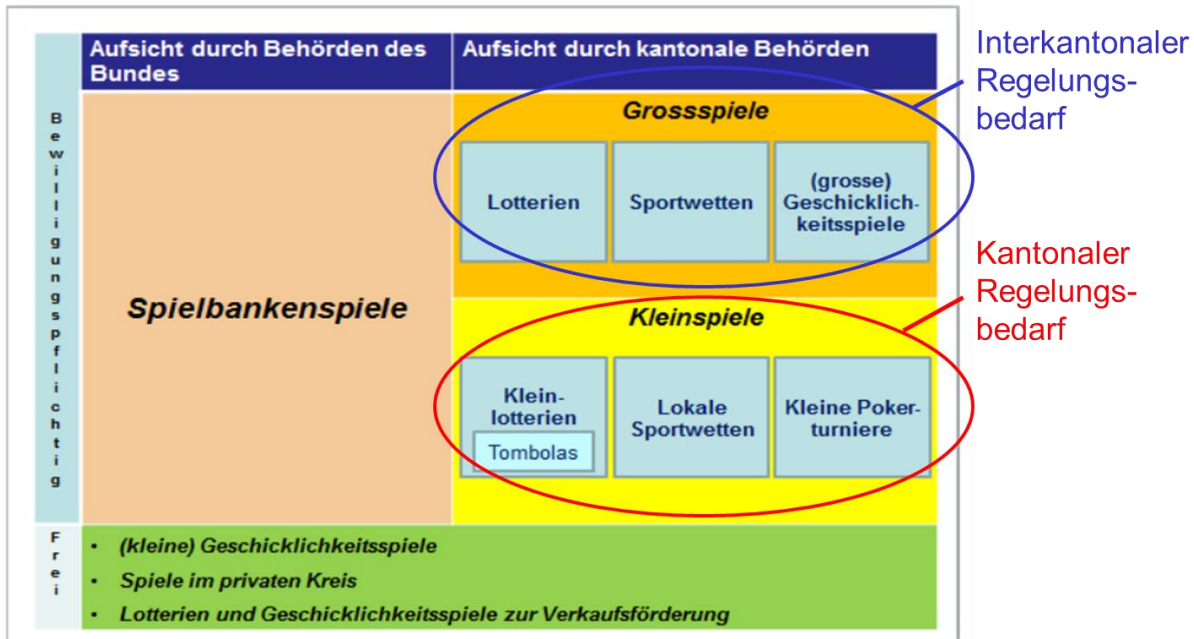 Aufsicht durch Behörden des
Bundes
Aufsicht durch kantonale Behörden
Interkantonaler
Regelungs-
bedarf
Bewilligungspflichtig
Spielbankenspiele
Grossspiele
Lotterien
Sportwetten
(grosse)
Geschicklich-
keitsspiele
Kantonaler
Regelungs-
bedarf
Kleinspiele
Klein-
lotterien
Tombolas
Lokale
Sportwetten
Kleine Poker-
turniere
Frei
• (kleine) Geschicklichkeitsspiele
• Spiele im privaten Kreis
• Lotterien und Geschicklichkeitsspiele zur Verkaufsförderung